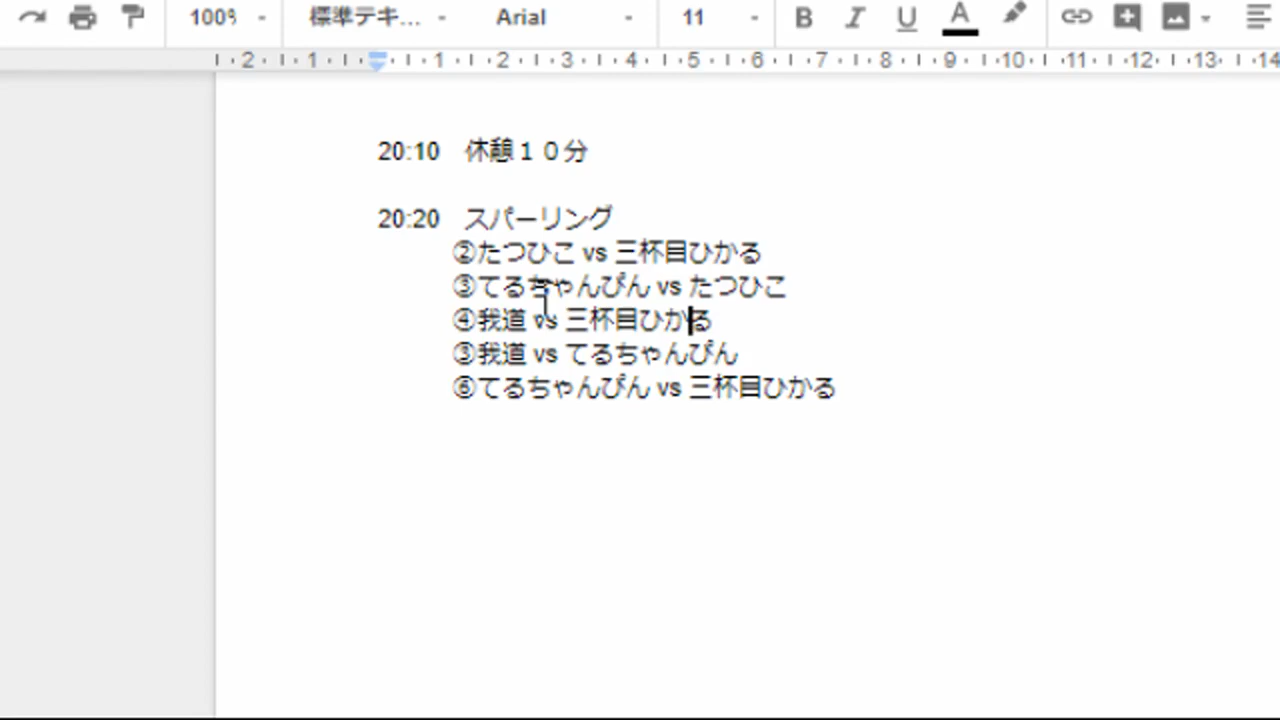 100%
標準テキ...
Arial
11
B I U A
2 1 1 2 3 4 5 6 7 8 9 10 11 12 13 14
20:10 休憩１０分
20:20 スパーリング
②たつひこ vs 三杯目ひかる
③てるちゃんぴん vs たつひこ
④我道 vs 三杯目ひかる
⑤我道 vs てるちゃんぴん
⑥てるちゃんぴん vs 三杯目ひかる